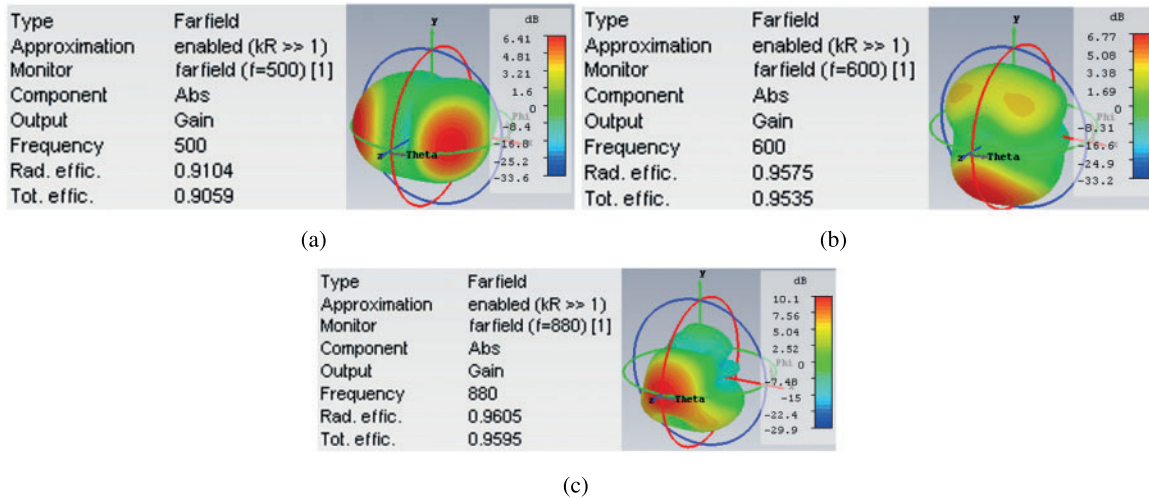 Type Farfield
Approximation enabled (kR >> 1)
Monitor farfield (f=500) [1]
Component Abs
Output Gain
Frequency 500
Rad. effic. 0.9104
Tot. effic. 0.9059
y
z
Theta
Phi
dB
6.41
4.81
3.21
1.6
0
-8.4
-16.8
-25.2
-33.6
(a)
Type Farfield
Approximation enabled (kR >> 1)
Monitor farfield (f=600) [1]
Component Abs
Output Gain
Frequency 600
Rad. effic. 0.9575
Tot. effic. 0.9535
y
z
Theta
Phi
dB
6.77
5.08
3.38
1.69
0
-8.31
-16.6
-24.9
-33.2
(b)
Type Farfield
Approximation enabled (kR >> 1)
Monitor farfield (f=880) [1]
Component Abs
Output Gain
Frequency 880
Rad. effic. 0.9605
Tot. effic. 0.9595
y
z
Theta
Phi
dB
10.1
7.56
5.04
2.52
0
-7.48
-15
-22.4
-29.9
(c)